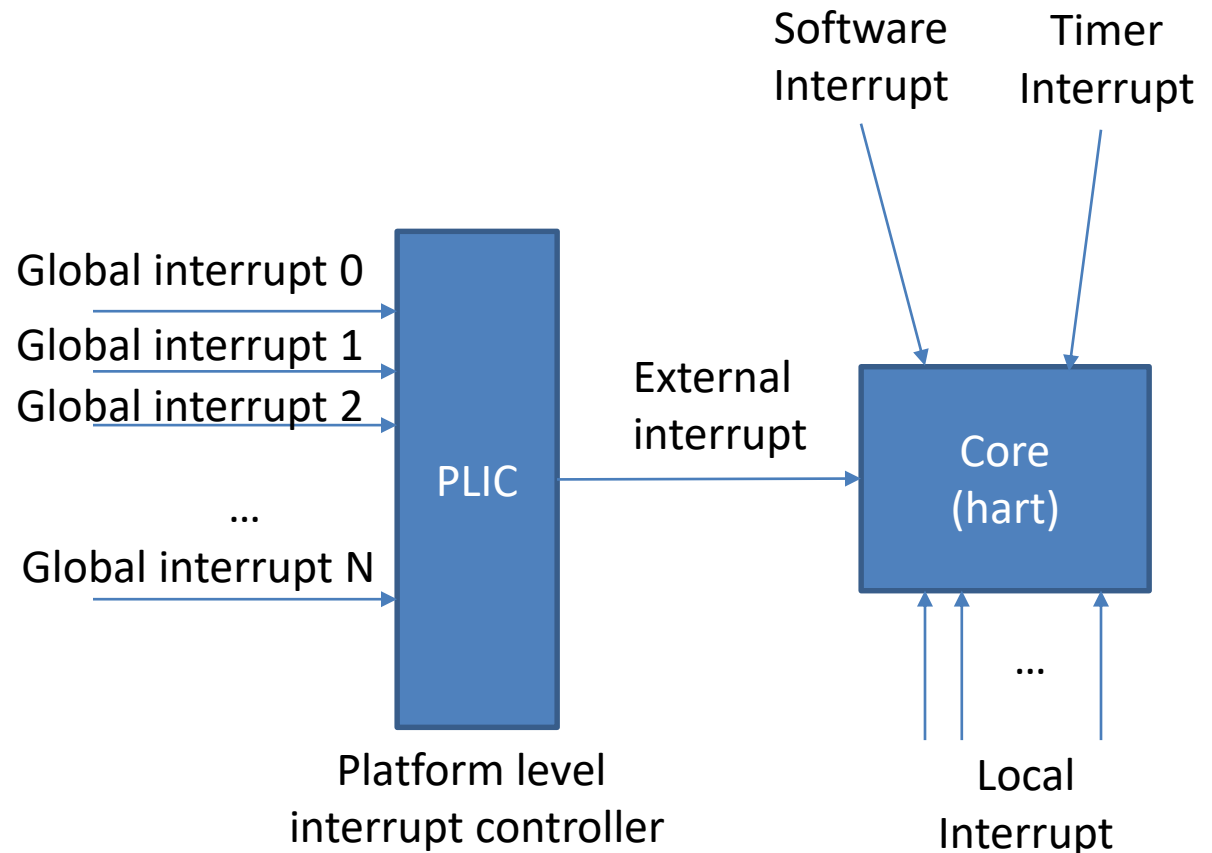 Software
Interrupt
Timer
Interrupt
Global interrupt 0
Global interrupt 1
Global interrupt 2
...
Global interrupt N
PLIC
External
interrupt
Core
(hart)
...
Platform level
interrupt controller
Local
Interrupt